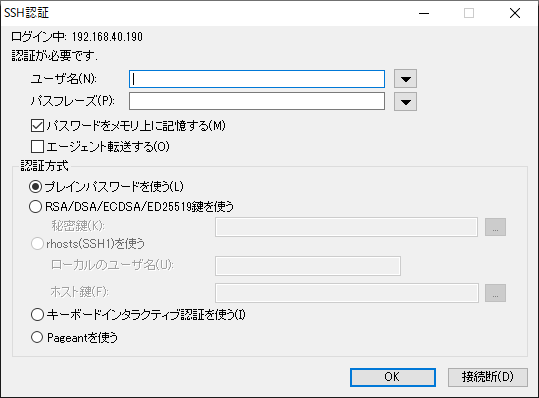 SSH認証
ログイン中: 192.168.40.190
認証が必要です.
ユーザ名(N):
パスフレーズ(P):
パスワードをメモリ上に記憶する(M)
エージェント転送する(O)
認証方式
プレインパスワードを使う(L)
RSA/DSA/ECDSA/ED25519鍵を使う
秘密鍵(K):
...
rhosts(SSH1)を使う
ローカルのユーザ名(U):
ホスト鍵(F):
...
キーボードインタラクティブ認証を使う(I)
Pageantを使う
OK 接続断(D)